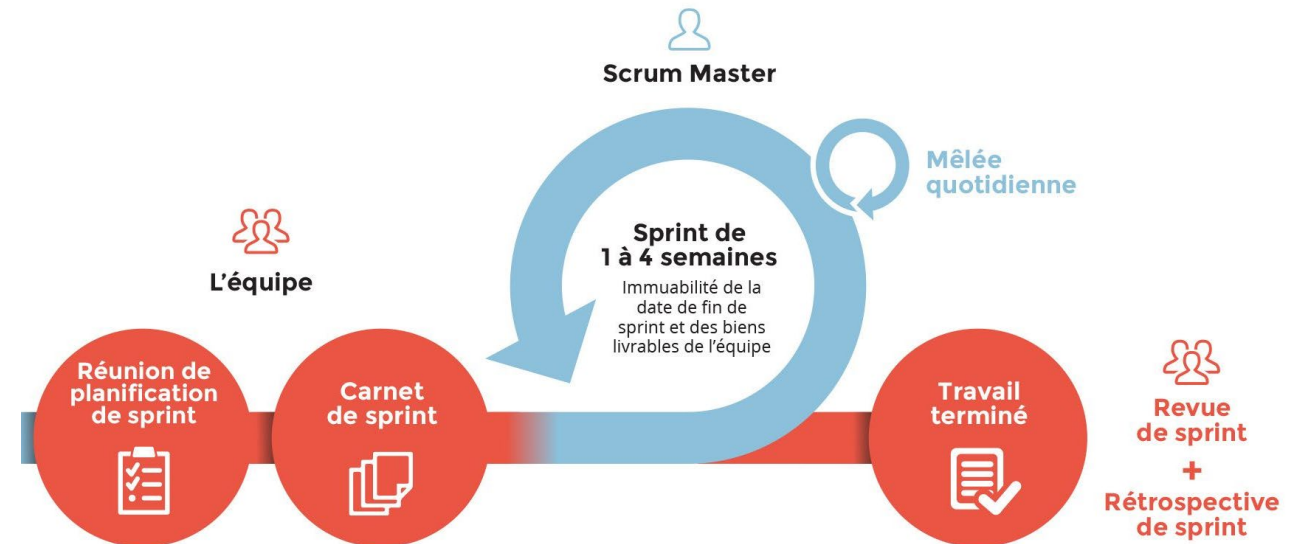 Scrum Master
Mêlée
quotidienne
Sprint de
1 à 4 semaines
Immuabilité de la
date de fin de
sprint et des biens
livrables de l'équipe
L'équipe
Réunion de
planification
de sprint
Carnet
de sprint
Travail
terminé
Revue
de sprint
+
Rétrospective
de sprint